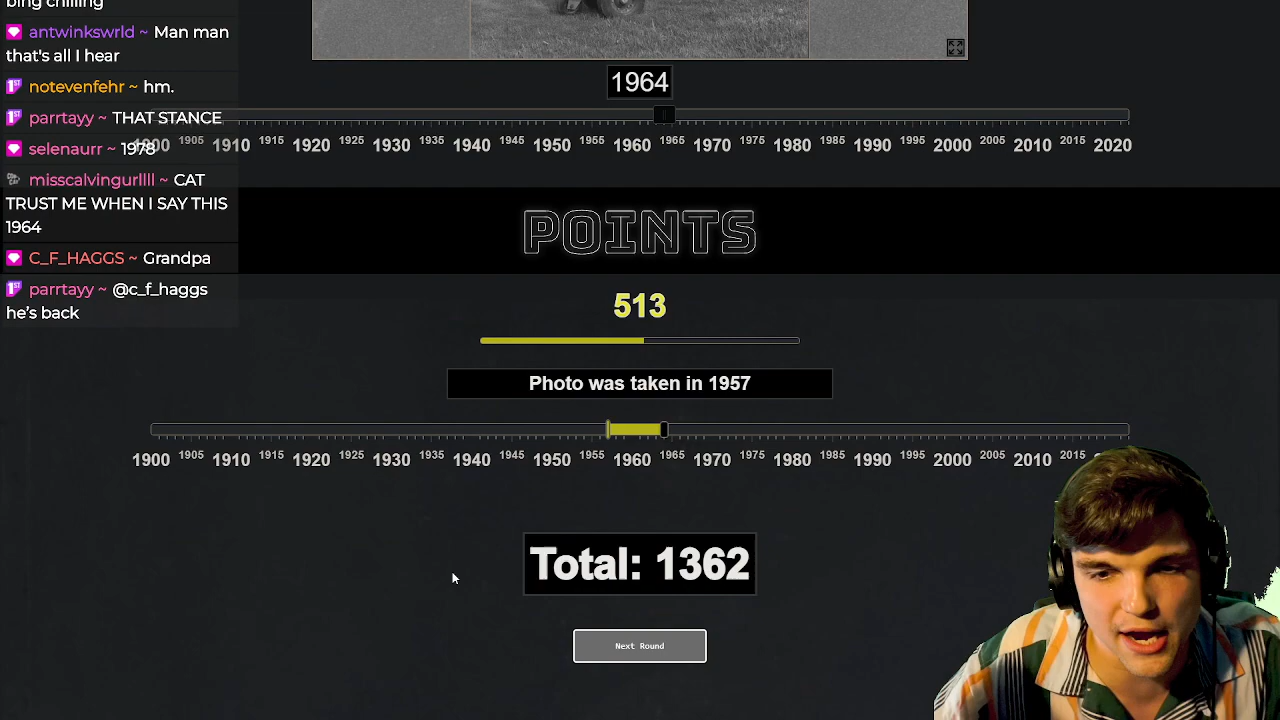 bing chilling
antwinkswrld ~ Man man
that's all I hear
notevenfehr ~ hm.
parrtayy ~ THAT STANCE
selenaurr ~ 1978
misscalvingurllll ~ CAT
TRUST ME WHEN I SAY THIS
1964
C_F_HAGGS ~ Grandpa
parrtayy ~ @c_f_haggs
he's back
1964
1900 1905 1910 1915 1920 1925 1930 1935 1940 1945 1950 1955 1960 1965 1970 1975 1980 1985 1990 1995 2000 2005 2010 2015 2020
POINTS
513
Photo was taken in 1957
1900 1905 1910 1915 1920 1925 1930 1935 1940 1945 1950 1955 1960 1965 1970 1975 1980 1985 1990 1995 2000 2005 2010 2015
Total: 1362
Next Round